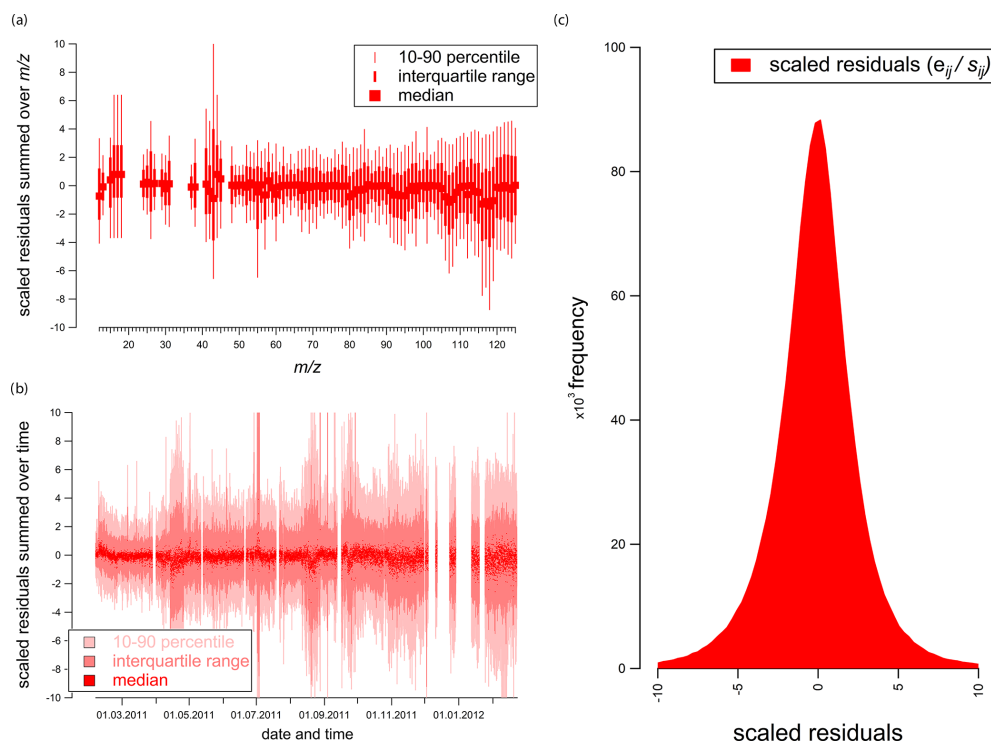 (a)
scaled residuals summed over m/z
10
8
6
4
2
0
-2
-4
-6
-8
-10
10-90 percentile
interquartile range
median
20 30 40 50 60 70 80 90 100 110 120
m/z
(b)
scaled residuals summed over time
10
8
6
4
2
0
-2
-4
-6
-8
-10
10-90 percentile
interquartile range
median
01.03.2011 01.05.2011 01.07.2011 01.09.2011 01.11.2011 01.01.2012
date and time
(c)
x10³ frequency
100
80
60
40
20
0
scaled residuals (e_ij / s_ij)
-10 -5 0 5 10
scaled residuals